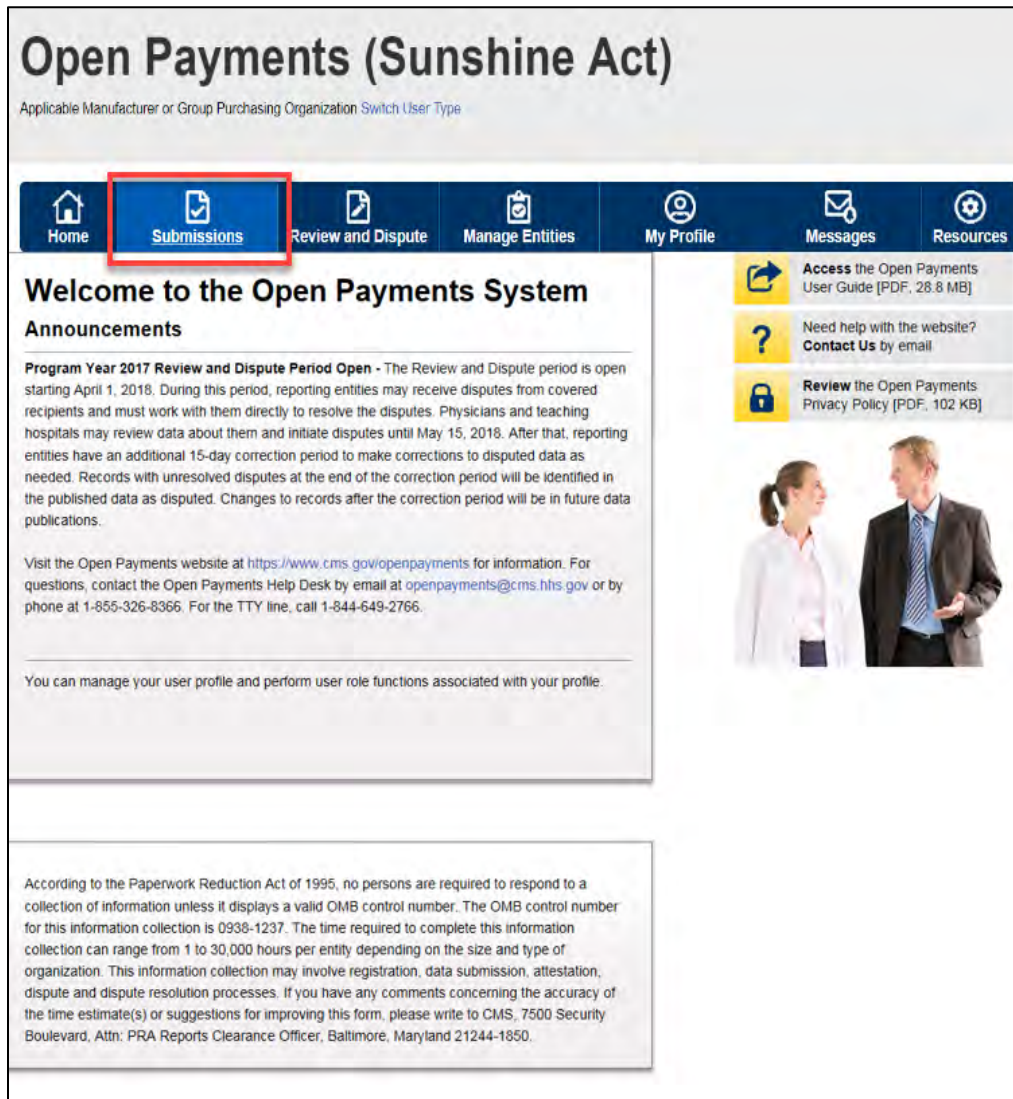 Open Payments (Sunshine Act)
Applicable Manufacturer or Group Purchasing Organization Switch User Type
Home
Submissions
Review and Dispute
Manage Entities
My Profile
Messages
Resources
Welcome to the Open Payments System
Announcements
Program Year 2017 Review and Dispute Period Open - The Review and Dispute period is open
starting April 1, 2018. During this period, reporting entities may receive disputes from covered
recipients and must work with them directly to resolve the disputes. Physicians and teaching
hospitals may review data about them and initiate disputes until May 15, 2018. After that, reporting
entities have an additional 15-day correction period to make corrections to disputed data as
needed. Records with unresolved disputes at the end of the correction period will be identified in
the published data as disputed. Changes to records after the correction period will be in future data
publications.
Visit the Open Payments website at https://www.cms.gov/openpayments for information. For
questions, contact the Open Payments Help Desk by email at openpayments@cms.hhs.gov or by
phone at 1-855-326-8366. For the TTY line, call 1-844-649-2766.
You can manage your user profile and perform user role functions associated with your profile.
Access the Open Payments
User Guide [PDF, 28.8 MB]
Need help with the website?
Contact Us by email
Review the Open Payments
Privacy Policy [PDF, 102 KB]
According to the Paperwork Reduction Act of 1995, no persons are required to respond to a
collection of information unless it displays a valid OMB control number. The OMB control number
for this information collection is 0938-1237. The time required to complete this information
collection can range from 1 to 30,000 hours per entity depending on the size and type of
organization. This information collection may involve registration, data submission, attestation,
dispute and dispute resolution processes. If you have any comments concerning the accuracy of
the time estimate(s) or suggestions for improving this form, please write to CMS, 7500 Security
Boulevard, Attn: PRA Reports Clearance Officer, Baltimore, Maryland 21244-1850.